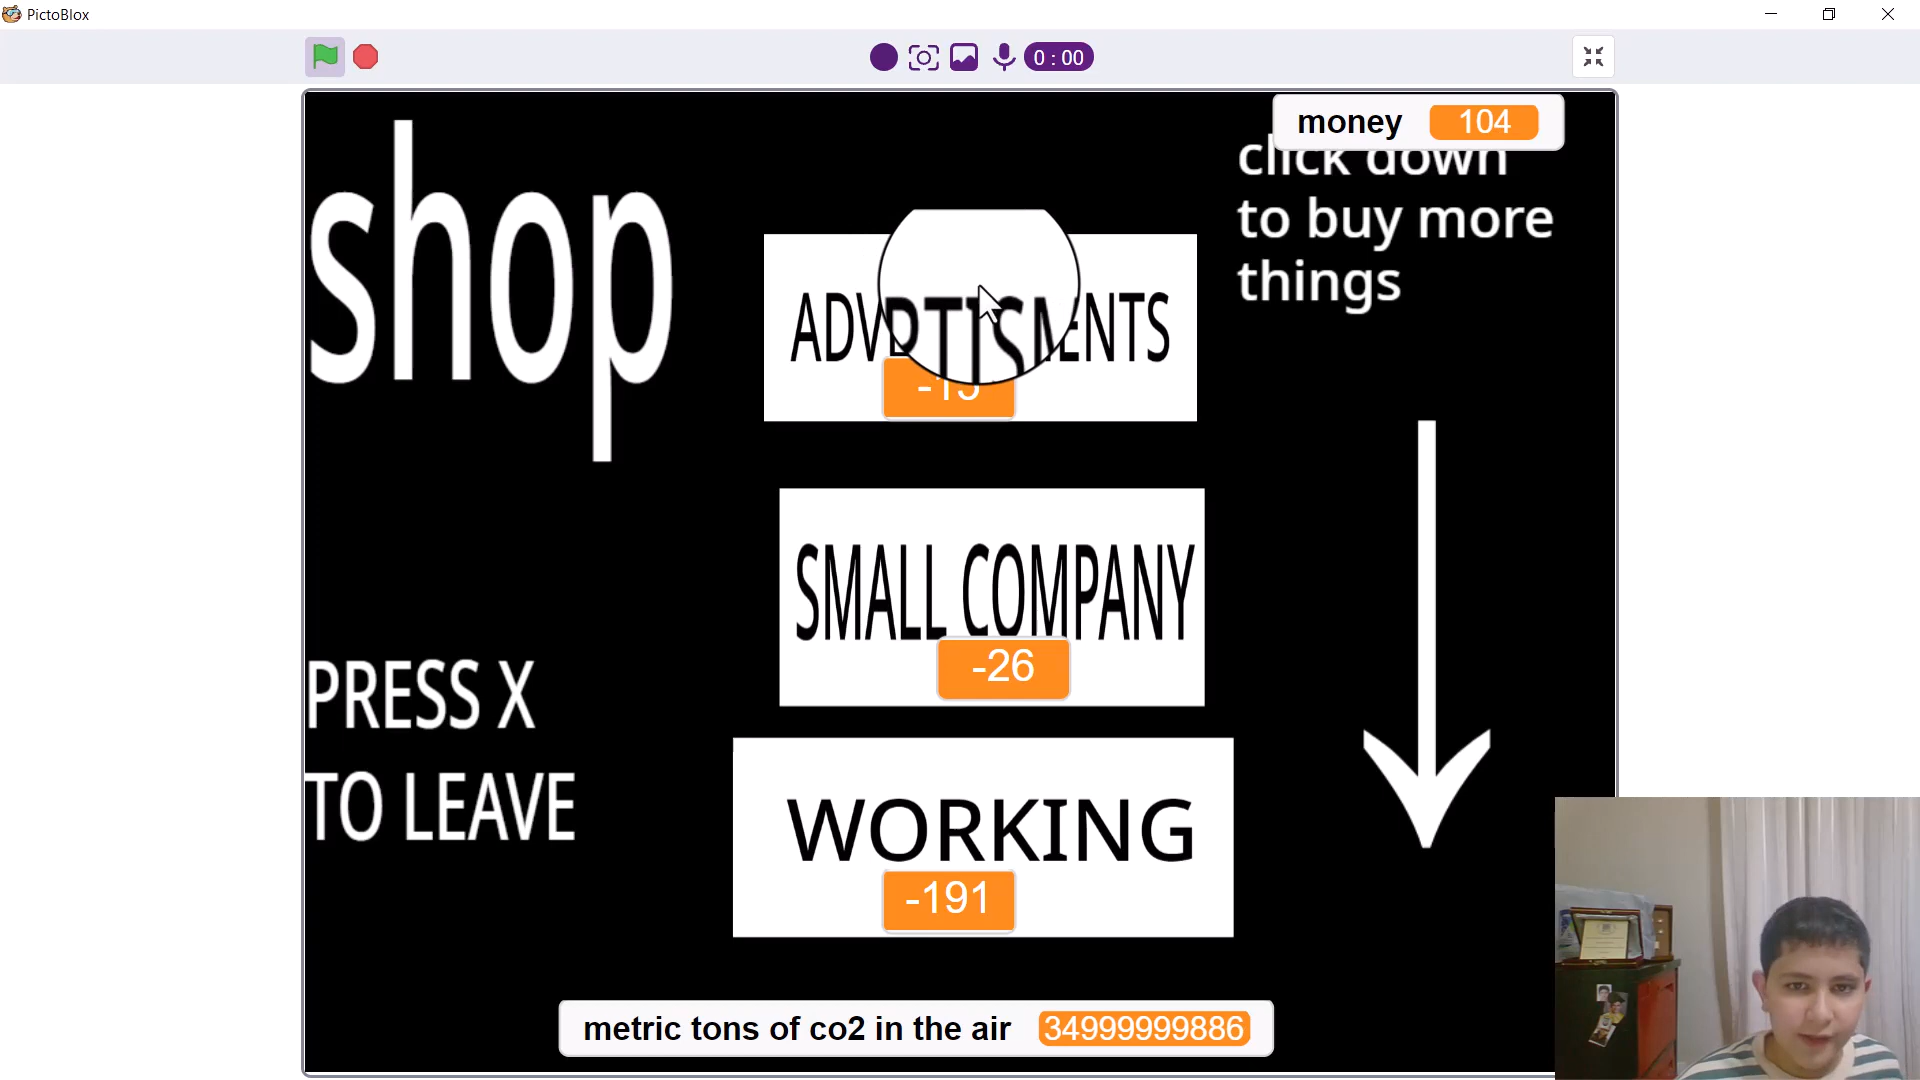 PictoBlox
0 : 00
money 104
click down
to buy more
things
shop
SMALL COMPANY
-26
PRESS X
TO LEAVE
WORKING
-191
metric tons of co2 in the air 34999999886